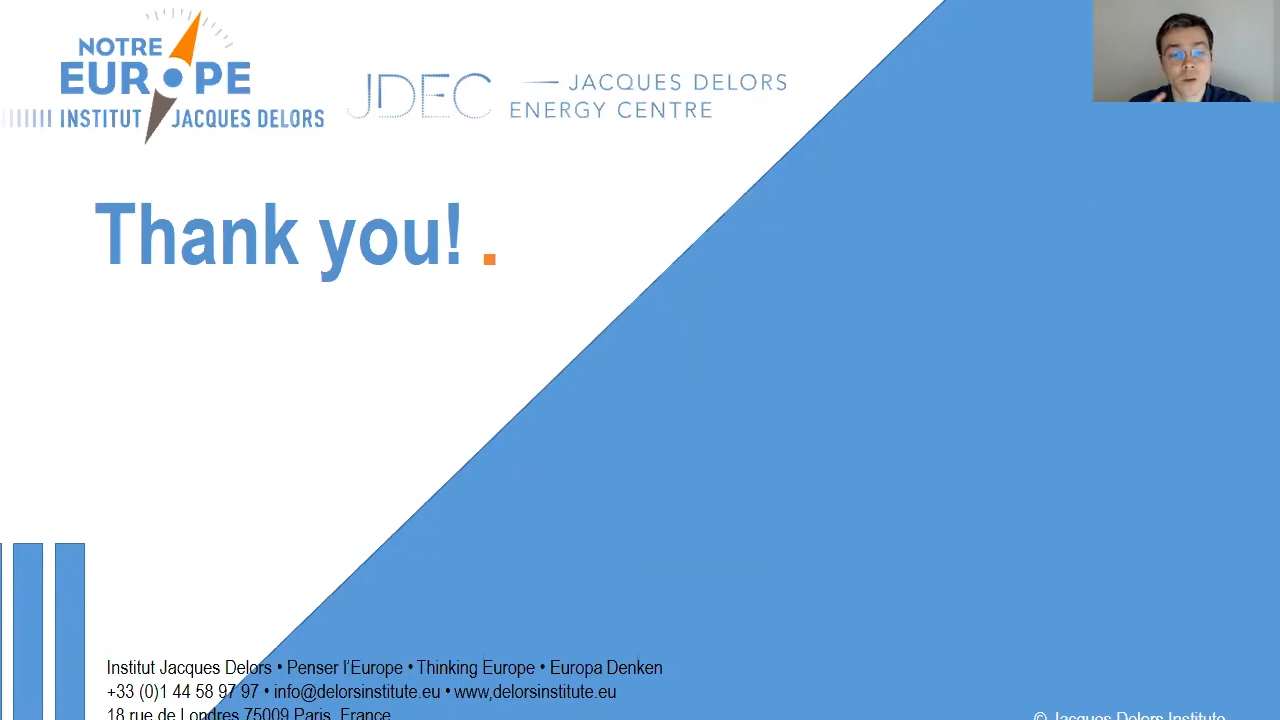 NOTRE
EUROPE
INSTITUT JACQUES DELORS
JDEC
JACQUES DELORS
ENERGY CENTRE
Thank you! .
Institut Jacques Delors • Penser l'Europe • Thinking Europe • Europa Denken
+33 (0)1 44 58 97 97 • info@delorsinstitute.eu • www,delorsinstitute.eu
18 rue de Londres 75009 Paris, France
© Jacques Delors Institute